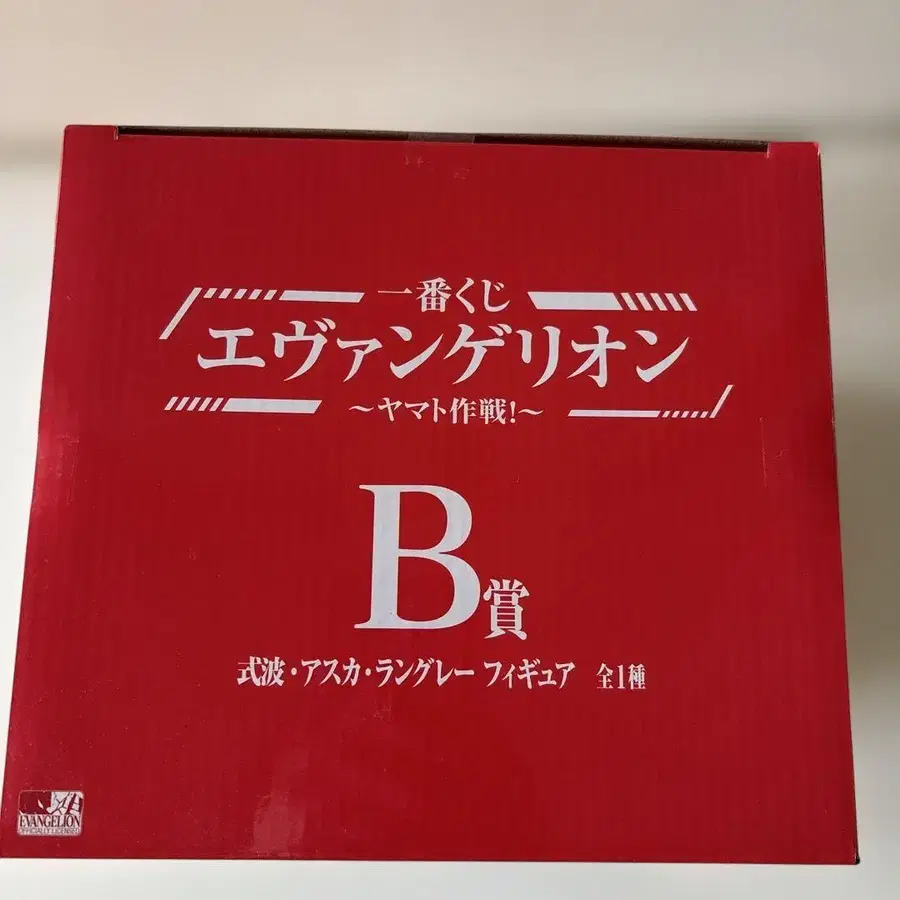 一番くじ
エヴァンゲリオン
～ヤマト作戦!～
B賞
式波・アスカ・ラングレー フィギュア 全1種
EVANGELION
OFFICIALLY LICENSED